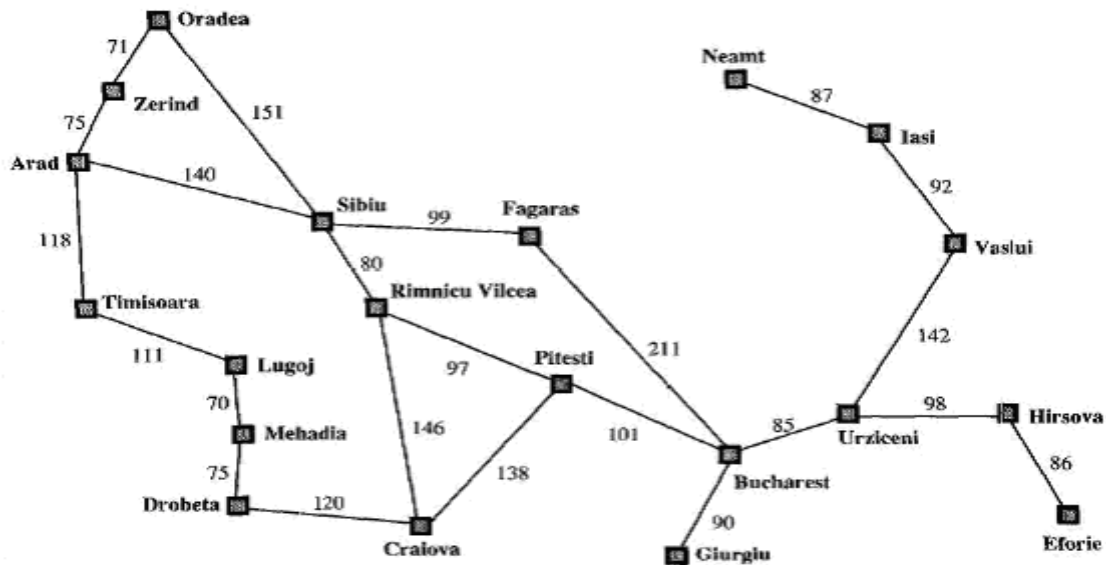 Oradea
71
Neamt
87
Zerind
151
75
Iasi
Arad
140
92
Sibiu
99
Fagaras
118
Vaslui
80
Timisoara
Rimnicu Vilcea
142
111
Lugoj
97
Pitesti
211
70
98
Hirsova
Mehadia
146
101
85
Urziceni
75
138
Bucharest
86
Drobeta
120
90
Craiova
Giurgiu
Eforie